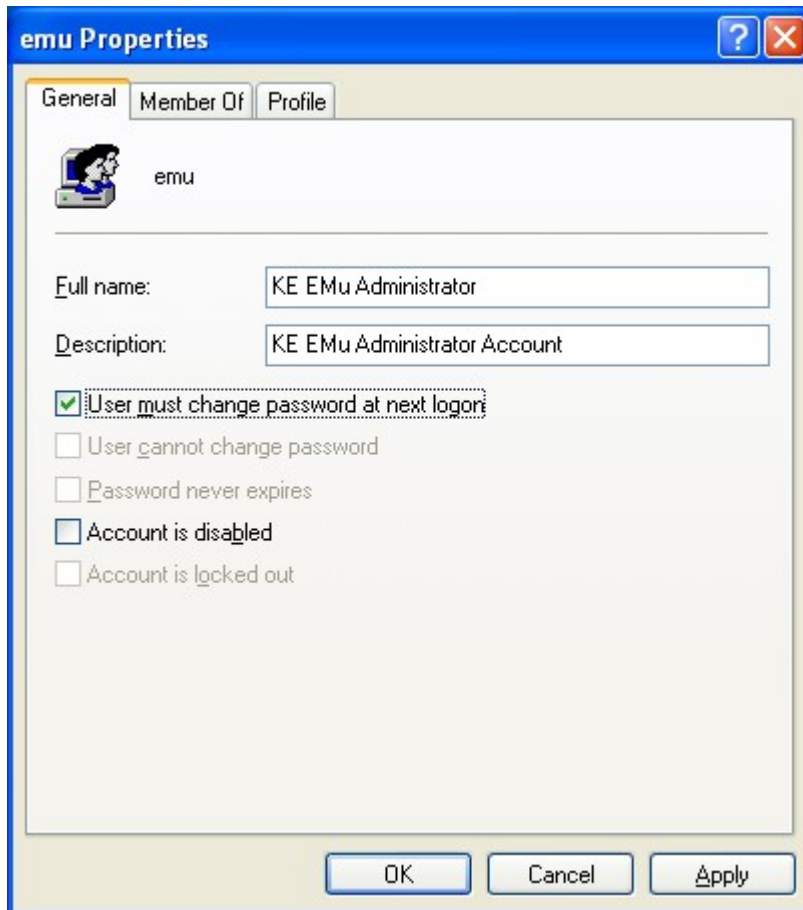 emu Properties
?
General Member Of Profile
emu
Full name: KE EMu Administrator
Description: KE EMu Administrator Account
User must change password at next logon
User cannot change password
Password never expires
Account is disabled
Account is locked out
OK Cancel Apply